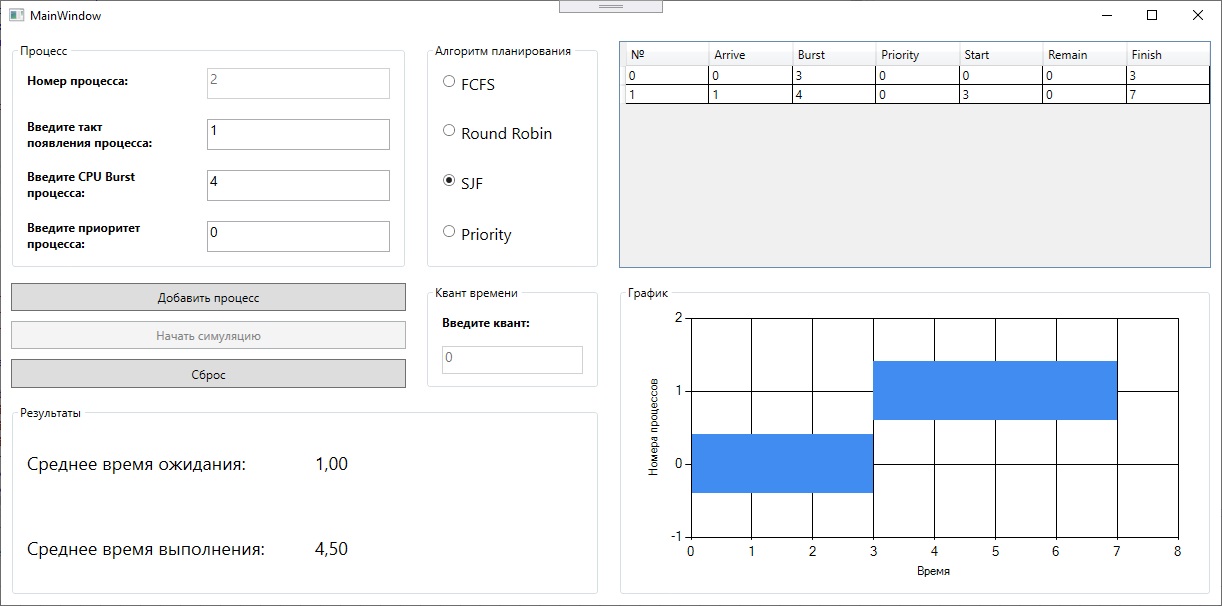 MainWindow
Процесс
Номер процесса:
2
Введите такт
появления процесса:
1
Введите CPU Burst
процесса:
4
Введите приоритет
процесса:
0
Добавить процесс
Начать симуляцию
Сброс
Алгоритм планирования
FCFS
Round Robin
SJF
Priority
Квант времени
Введите квант:
0
№ Arrive Burst Priority Start Remain Finish
0 0 3 0 0 0 3
1 1 4 0 3 0 7
Результаты
Среднее время ожидания: 1,00
Среднее время выполнения: 4,50
График
Номера процессов
2
1
0
-1
0 1 2 3 4 5 6 7 8
Время